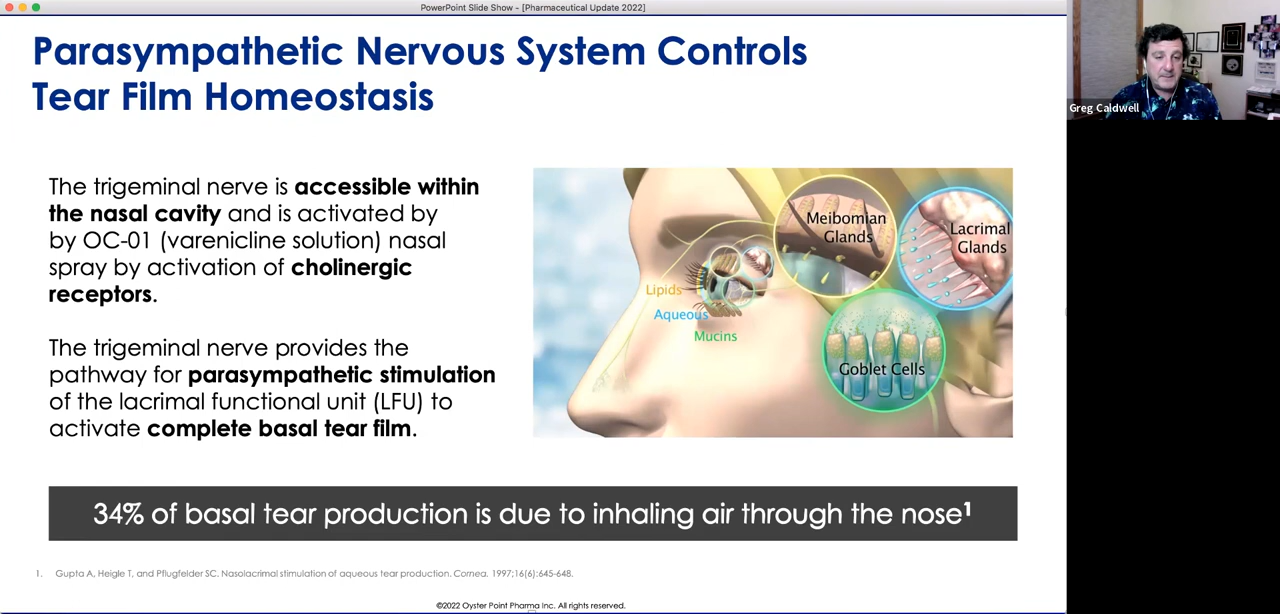 PowerPoint Slide Show - [Pharmaceutical Update 2022]
Parasympathetic Nervous System Controls
Tear Film Homeostasis
The trigeminal nerve is accessible within
the nasal cavity and is activated by
by OC-01 (varenicline solution) nasal
spray by activation of cholinergic
receptors.
The trigeminal nerve provides the
pathway for parasympathetic stimulation
of the lacrimal functional unit (LFU) to
activate complete basal tear film.
Meibomian
Glands
Lacrimal
Glands
Lipids
Aqueous
Mucins
Goblet Cells
34% of basal tear production is due to inhaling air through the nose¹
1. Gupta A, Heigle T, and Pflugfelder SC. Nasolacrimal stimulation of aqueous tear production. Cornea. 1997;16(6):645-648.
©2022 Oyster Point Pharma Inc. All rights reserved.
Greg Caldwell